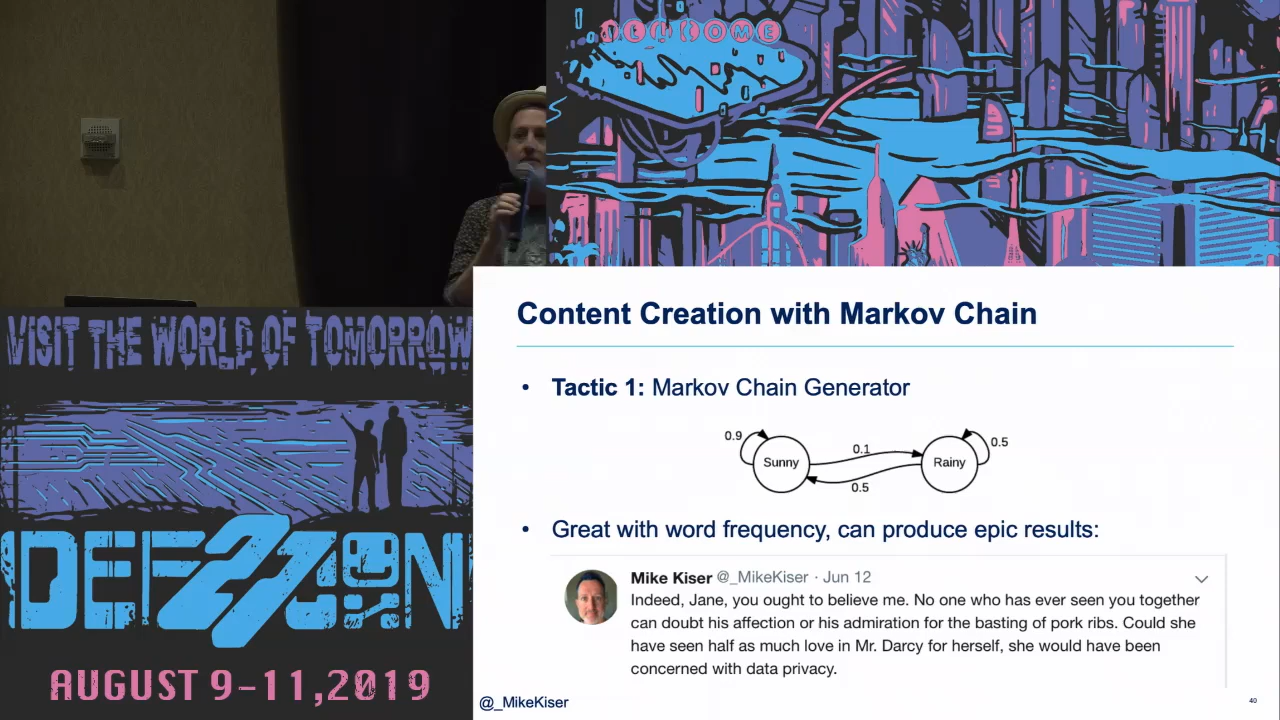 WELCOME
VISIT THE WORLD OF TOMORROW
DEFCON
27
AUGUST 9-11,2019
Content Creation with Markov Chain
• Tactic 1: Markov Chain Generator
0.9
Sunny
0.1
0.5
Rainy
0.5
• Great with word frequency, can produce epic results:
Mike Kiser @_MikeKiser · Jun 12
Indeed, Jane, you ought to believe me. No one who has ever seen you together
can doubt his affection or his admiration for the basting of pork ribs. Could she
have seen half as much love in Mr. Darcy for herself, she would have been
concerned with data privacy.
@_MikeKiser
40